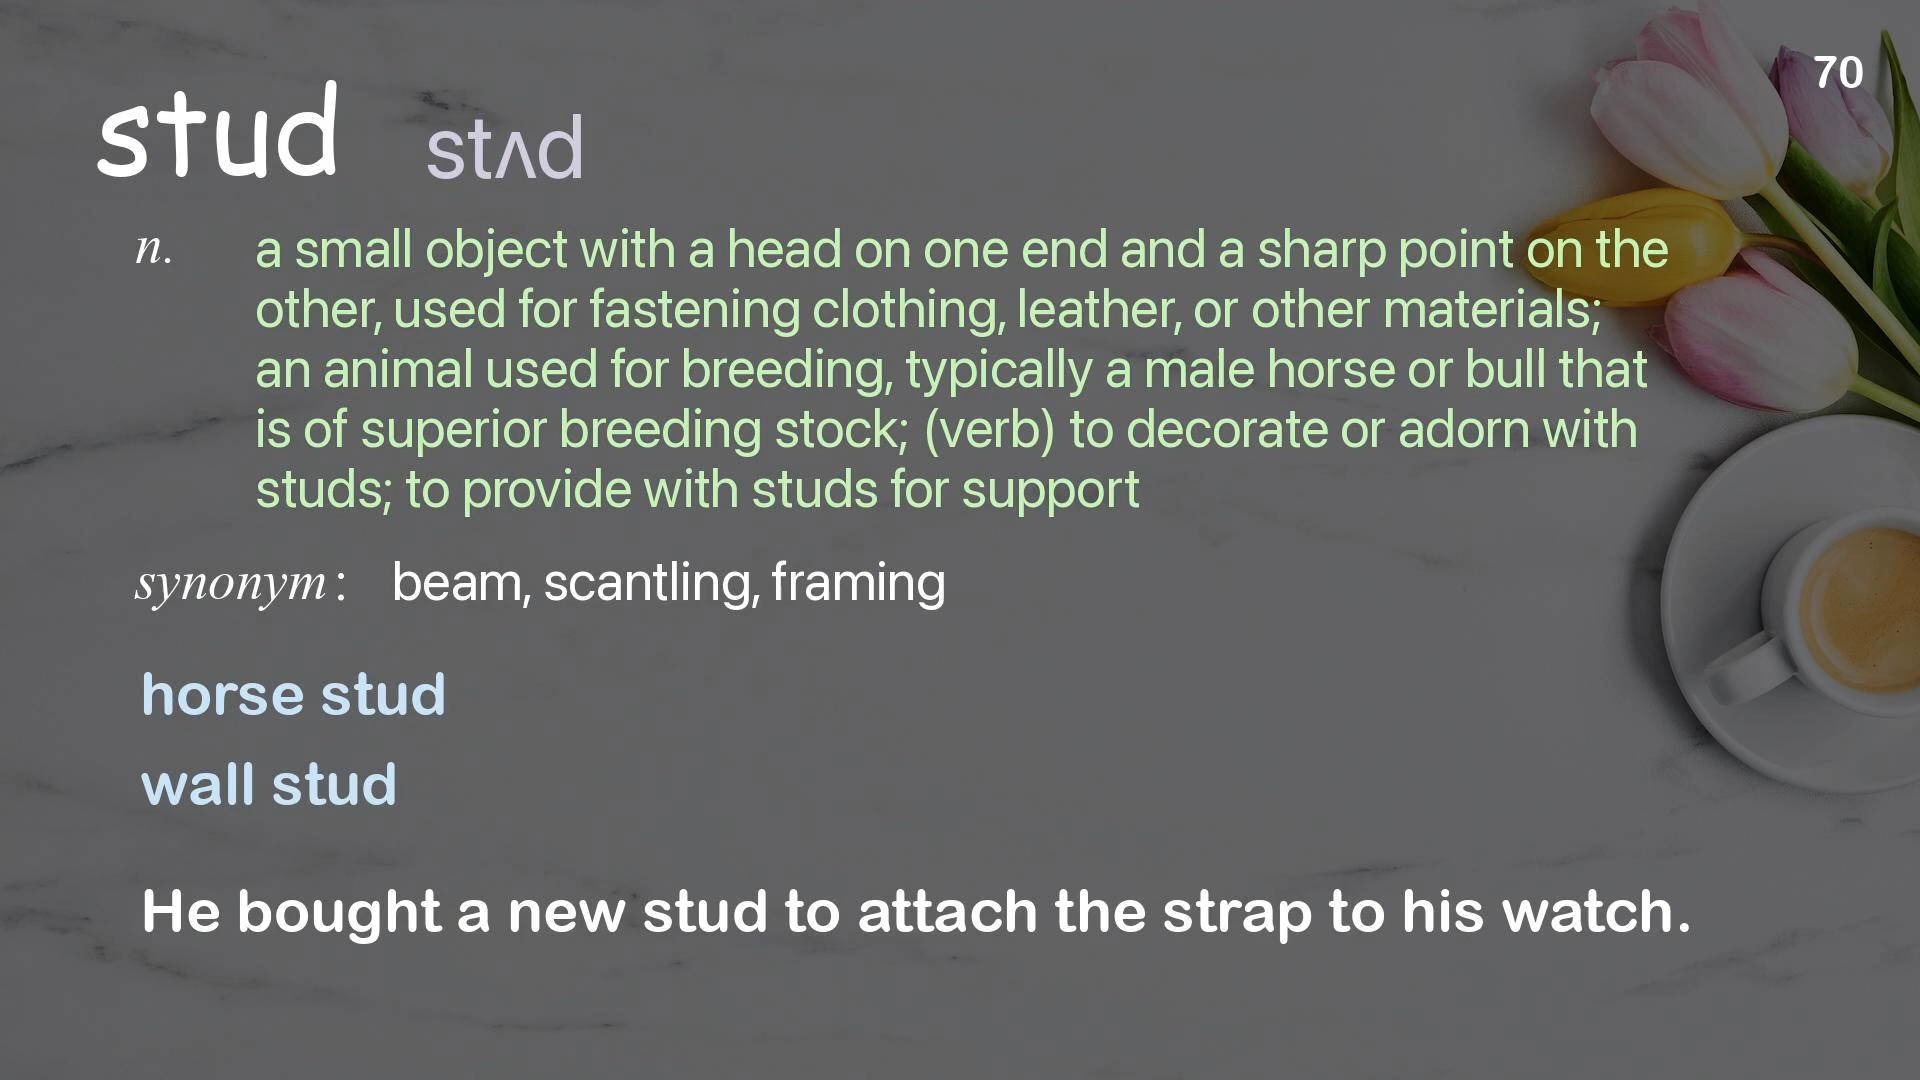 70
stud stʌd
n. a small object with a head on one end and a sharp point on the
other, used for fastening clothing, leather, or other materials;
an animal used for breeding, typically a male horse or bull that
is of superior breeding stock; (verb) to decorate or adorn with
studs; to provide with studs for support
synonym: beam, scantling, framing
horse stud
wall stud
He bought a new stud to attach the strap to his watch.